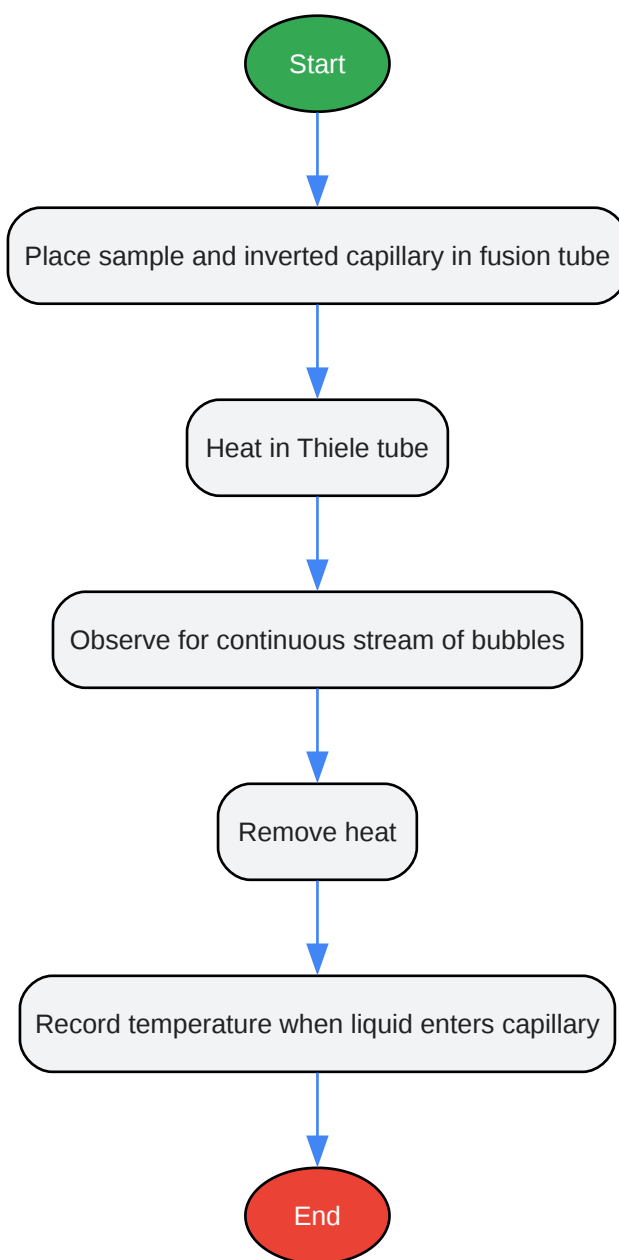 Start
Place sample and inverted capillary in fusion tube
Heat in Thiele tube
Observe for continuous stream of bubbles
Remove heat
Record temperature when liquid enters capillary
End